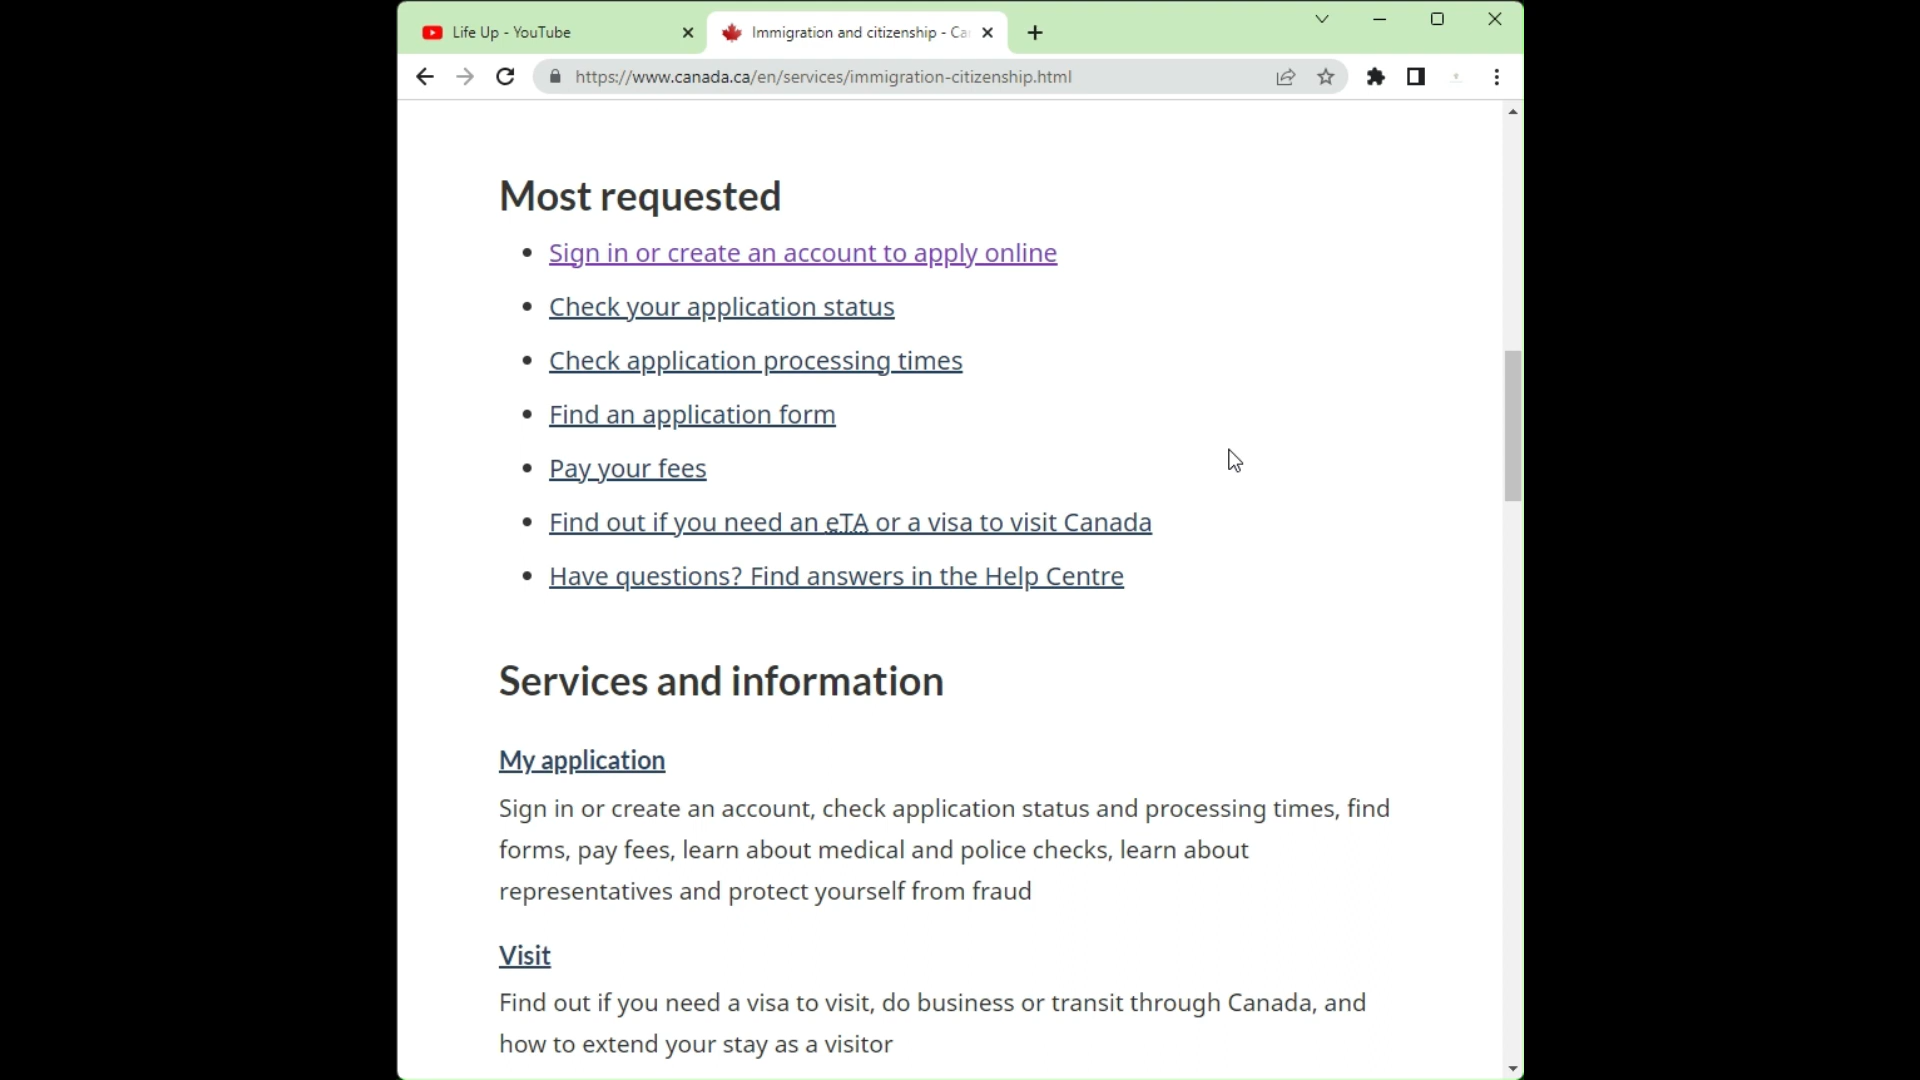 Life Up - YouTube
Immigration and citizenship - Ca
https://www.canada.ca/en/services/immigration-citizenship.html
Most requested
Sign in or create an account to apply online
Check your application status
Check application processing times
Find an application form
Pay your fees
Find out if you need an eTA or a visa to visit Canada
Have questions? Find answers in the Help Centre
Services and information
My application
Sign in or create an account, check application status and processing times, find
forms, pay fees, learn about medical and police checks, learn about
representatives and protect yourself from fraud
Visit
Find out if you need a visa to visit, do business or transit through Canada, and
how to extend your stay as a visitor